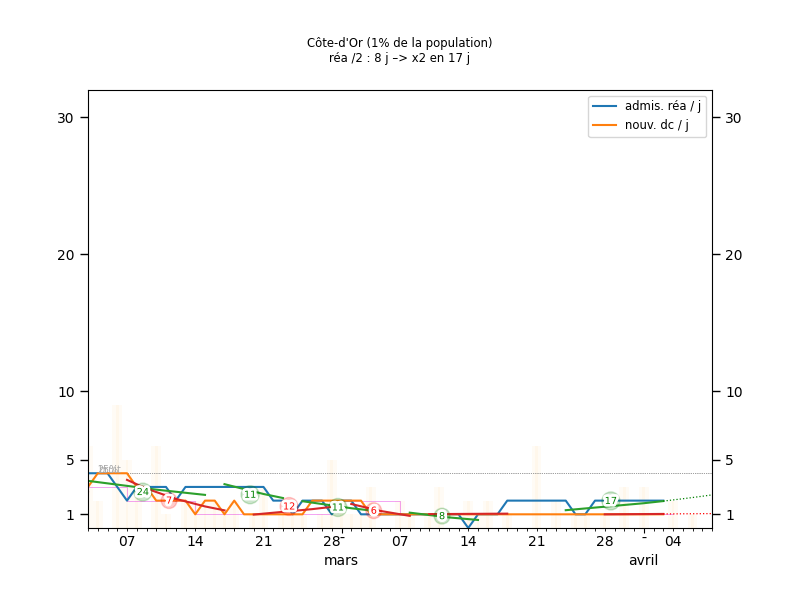 Côte-d'Or (1% de la population)
réa /2 : 8 j –> x2 en 17 j
admis. réa / j
nouv. dc / j
30 30
20 20
10 10
5 5
1 1
24 7 11 12 11 6 8 17
07 14 21 28 - 07 14 21 28 - 04
mars avril